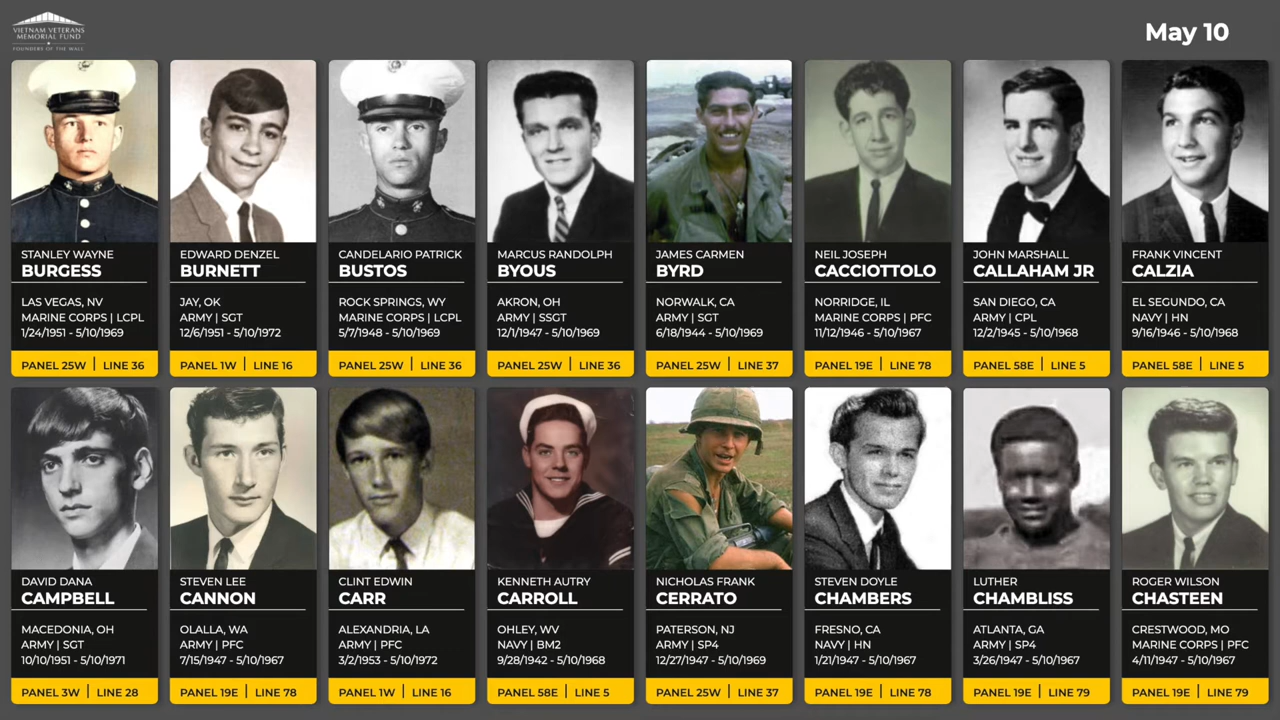 VIETNAM VETERANS
MEMORIAL FUND
FOUNDERS OF THE WALL
May 10
STANLEY WAYNE
BURGESS
LAS VEGAS, NV
MARINE CORPS | LCPL
1/24/1951 - 5/10/1969
PANEL 25W | LINE 36
EDWARD DENZEL
BURNETT
JAY, OK
ARMY | SGT
12/6/1951 - 5/10/1972
PANEL 1W | LINE 16
CANDELARIO PATRICK
BUSTOS
ROCK SPRINGS, WY
MARINE CORPS | LCPL
5/7/1948 - 5/10/1969
PANEL 25W | LINE 36
MARCUS RANDOLPH
BYOUS
AKRON, OH
ARMY | SSGT
12/1/1947 - 5/10/1969
PANEL 25W | LINE 36
JAMES CARMEN
BYRD
NORWALK, CA
ARMY | SGT
6/18/1944 - 5/10/1969
PANEL 25W | LINE 37
NEIL JOSEPH
CACCIOTTOLO
NORRIDGE, IL
MARINE CORPS | PFC
11/12/1946 - 5/10/1967
PANEL 19E | LINE 78
JOHN MARSHALL
CALLAHAM JR
SAN DIEGO, CA
ARMY | CPL
12/2/1945 - 5/10/1968
PANEL 58E | LINE 5
FRANK VINCENT
CALZIA
EL SEGUNDO, CA
NAVY | HN
9/16/1946 - 5/10/1968
PANEL 58E | LINE 5
DAVID DANA
CAMPBELL
MACEDONIA, OH
ARMY | SGT
10/10/1951 - 5/10/1971
PANEL 3W | LINE 28
STEVEN LEE
CANNON
OLALLA, WA
ARMY | PFC
7/15/1947 - 5/10/1967
PANEL 19E | LINE 78
CLINT EDWIN
CARR
ALEXANDRIA, LA
ARMY | PFC
3/2/1953 - 5/10/1972
PANEL 1W | LINE 16
KENNETH AUTRY
CARROLL
OHLEY, WV
NAVY | BM2
9/28/1942 - 5/10/1968
PANEL 58E | LINE 5
NICHOLAS FRANK
CERRATO
PATERSON, NJ
ARMY | SP4
12/27/1947 - 5/10/1969
PANEL 25W | LINE 37
STEVEN DOYLE
CHAMBERS
FRESNO, CA
NAVY | HN
1/21/1947 - 5/10/1967
PANEL 19E | LINE 78
LUTHER
CHAMBLISS
ATLANTA, GA
ARMY | SP4
3/26/1947 - 5/10/1967
PANEL 19E | LINE 79
ROGER WILSON
CHASTEEN
CRESTWOOD, MO
MARINE CORPS | PFC
4/11/1947 - 5/10/1967
PANEL 19E | LINE 79